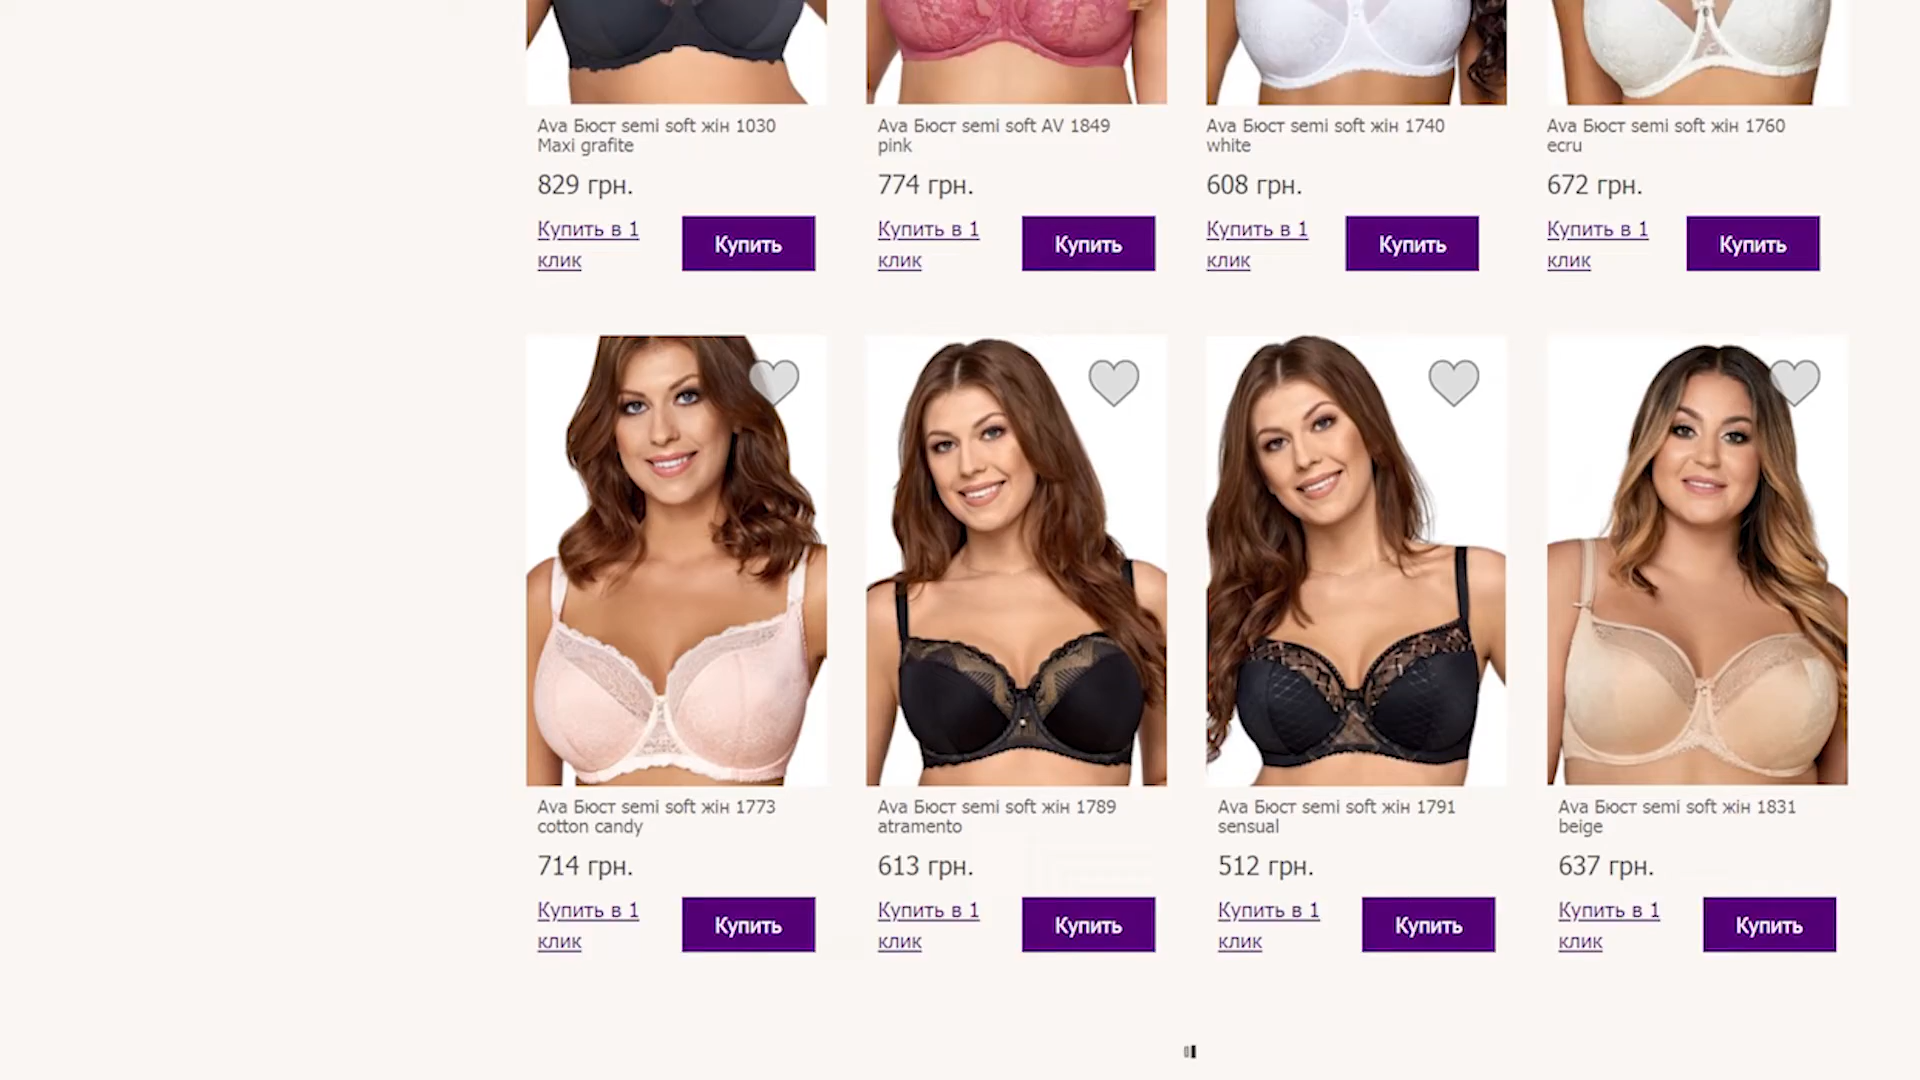 Ava Бюст semi soft жін 1030
Maxi grafite
829 грн.
Купить в 1
клик
Купить
Ava Бюст semi soft AV 1849
pink
774 грн.
Купить в 1
клик
Купить
Ava Бюст semi soft жін 1740
white
608 грн.
Купить в 1
клик
Купить
Ava Бюст semi soft жін 1760
ecru
672 грн.
Купить в 1
клик
Купить
Ava Бюст semi soft жін 1773
cotton candy
714 грн.
Купить в 1
клик
Купить
Ava Бюст semi soft жін 1789
atramento
613 грн.
Купить в 1
клик
Купить
Ava Бюст semi soft жін 1791
sensual
512 грн.
Купить в 1
клик
Купить
Ava Бюст semi soft жін 1831
beige
637 грн.
Купить в 1
клик
Купить